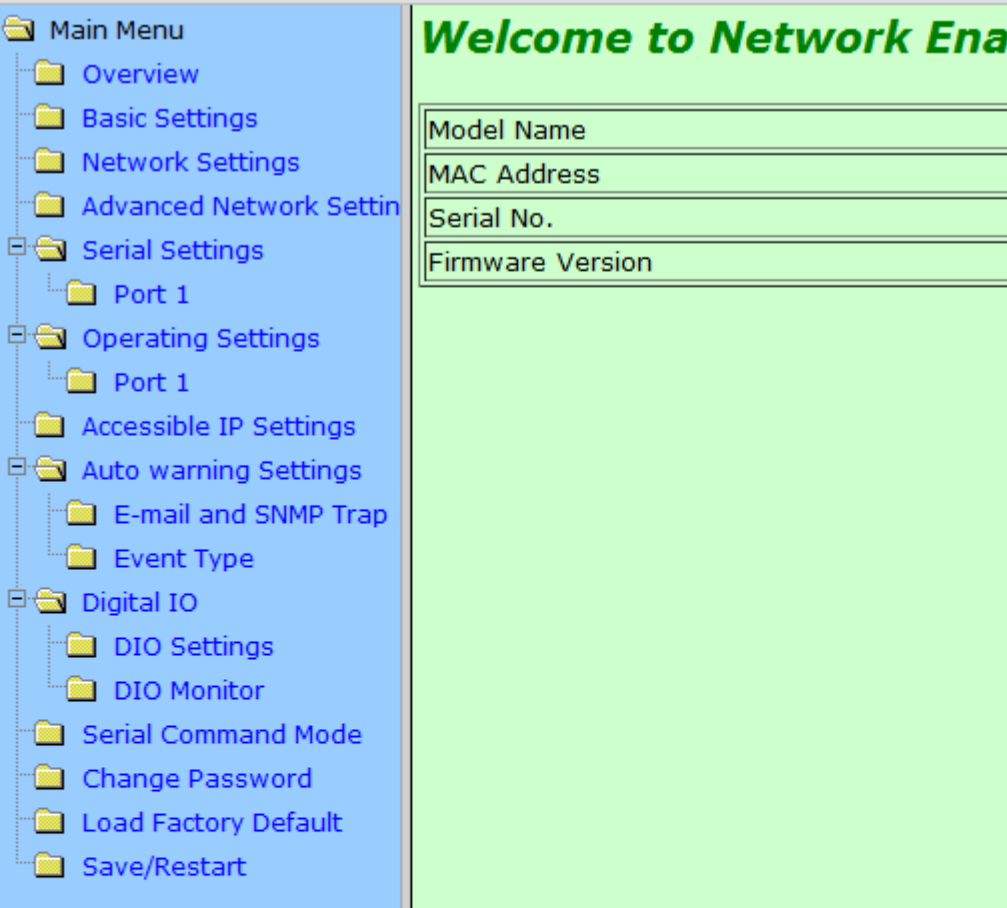 Main Menu
Overview
Basic Settings
Network Settings
Advanced Network Settin
Serial Settings
Port 1
Operating Settings
Port 1
Accessible IP Settings
Auto warning Settings
E-mail and SNMP Trap
Event Type
Digital IO
DIO Settings
DIO Monitor
Serial Command Mode
Change Password
Load Factory Default
Save/Restart
Welcome to Network Ena
Model Name
MAC Address
Serial No.
Firmware Version